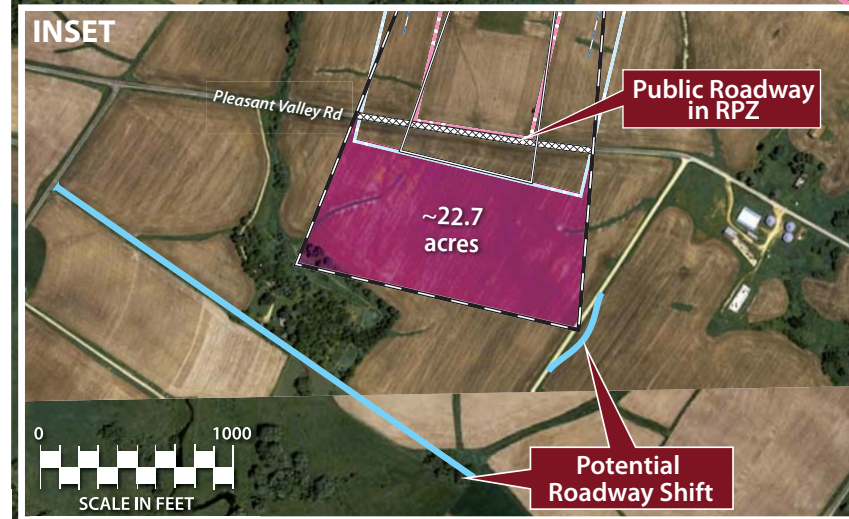 INSET
Pleasant Valley Rd
Public Roadway
in RPZ
~22.7
acres
0 1000
SCALE IN FEET
Potential
Roadway Shift